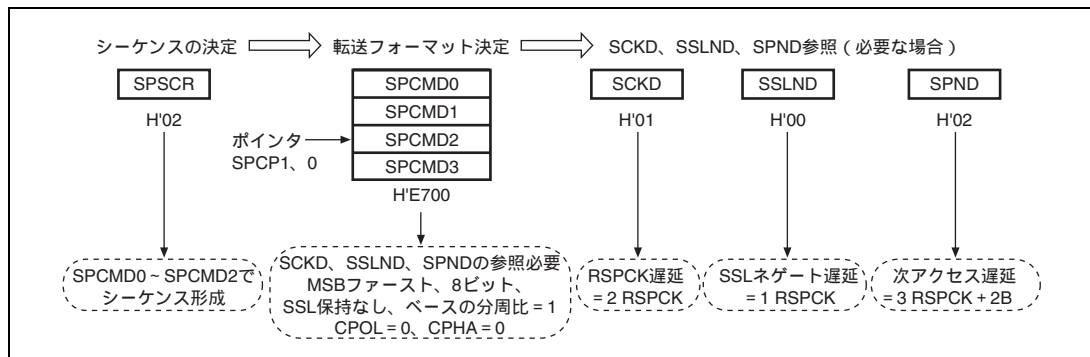 シーケンスの決定 転送フォーマット決定 SCKD、SSLND、SPND参照（必要な場合）
SPSCR
H'02
ポインタ
SPCP1、0
SPCMD0
SPCMD1
SPCMD2
SPCMD3
H'E700
SCKD
H'01
SSLND
H'00
SPND
H'02
SPCMD0～SPCMD2で
シーケンス形成
SCKD、SSLND、SPNDの参照必要
MSBファースト、8ビット、
SSL保持なし、ベースの分周比 = 1
CPOL = 0、CPHA = 0
RSPCK遅延
= 2 RSPCK
SSLネゲート遅延
= 1 RSPCK
次アクセス遅延
= 3 RSPCK + 2B